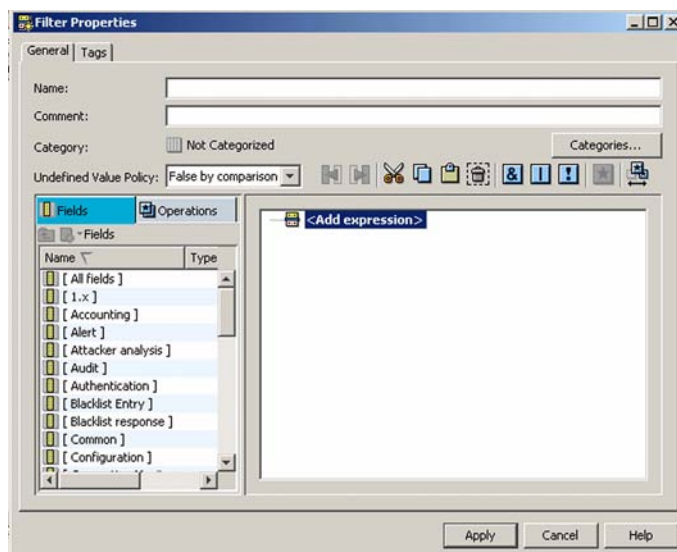 Filter Properties
General Tags
Name:
Comment:
Category: Not Categorized Categories...
Undefined Value Policy: False by comparison & | !
Fields Operations
Fields
Name Type
[ All fields ]
[ 1.x ]
[ Accounting ]
[ Alert ]
[ Attacker analysis ]
[ Audit ]
[ Authentication ]
[ Blacklist Entry ]
[ Blacklist response ]
[ Common ]
[ Configuration ]
<Add expression>
Apply Cancel Help